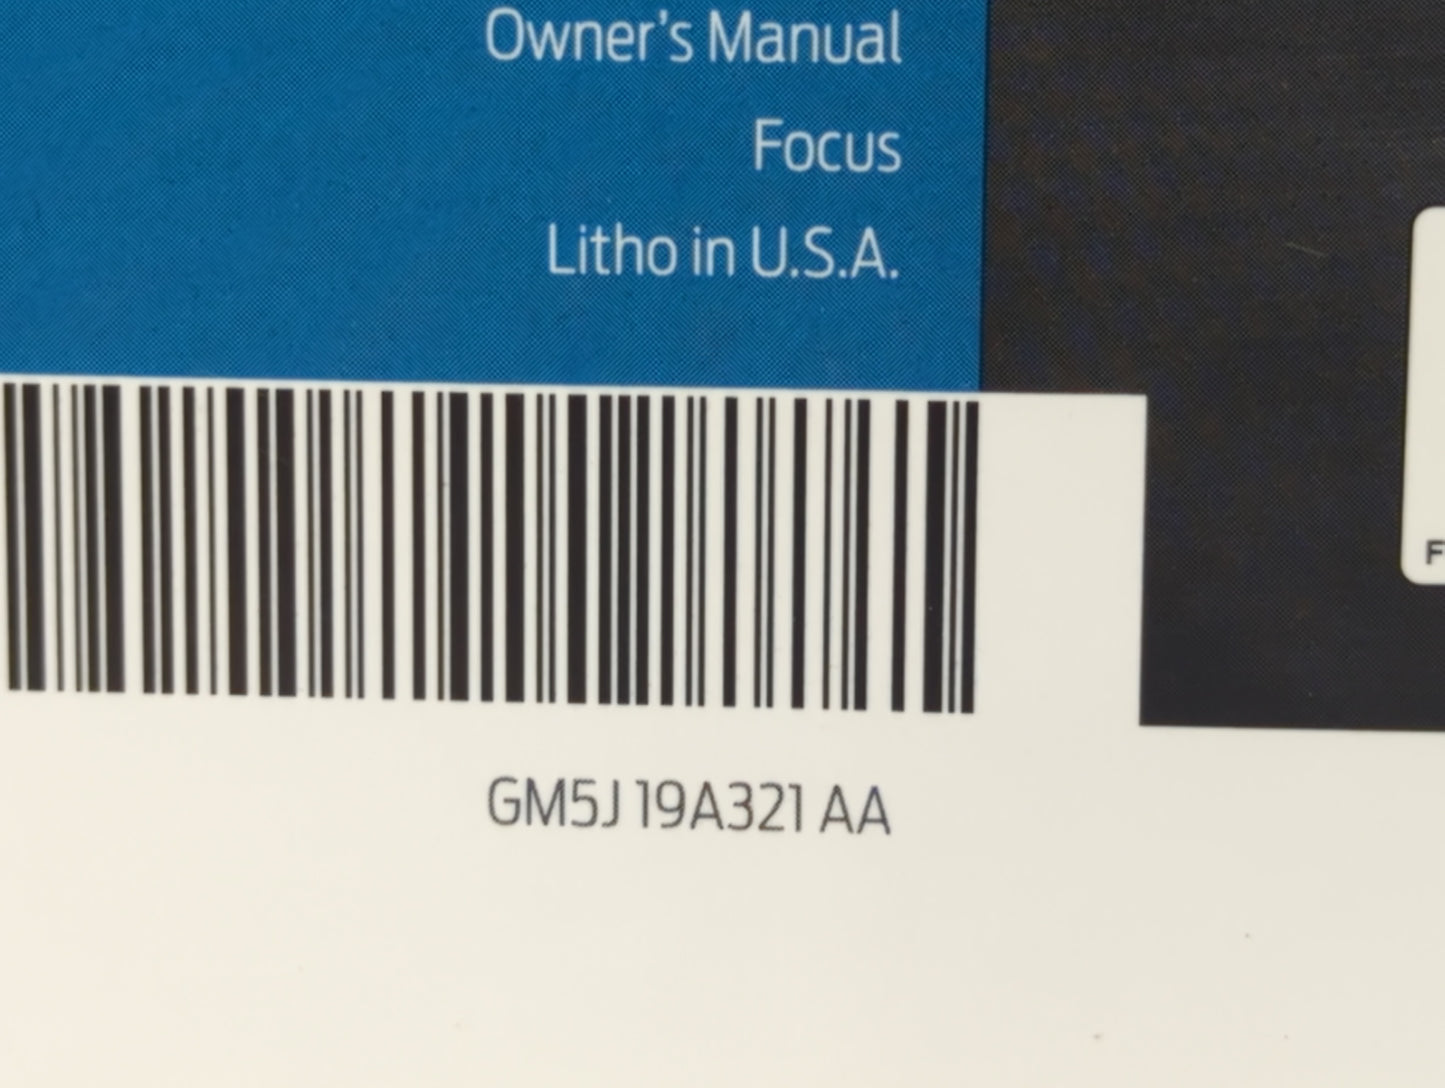 Owner's Manual
Focus
Litho in U.S.A.
F
GM5J 19A321 AA